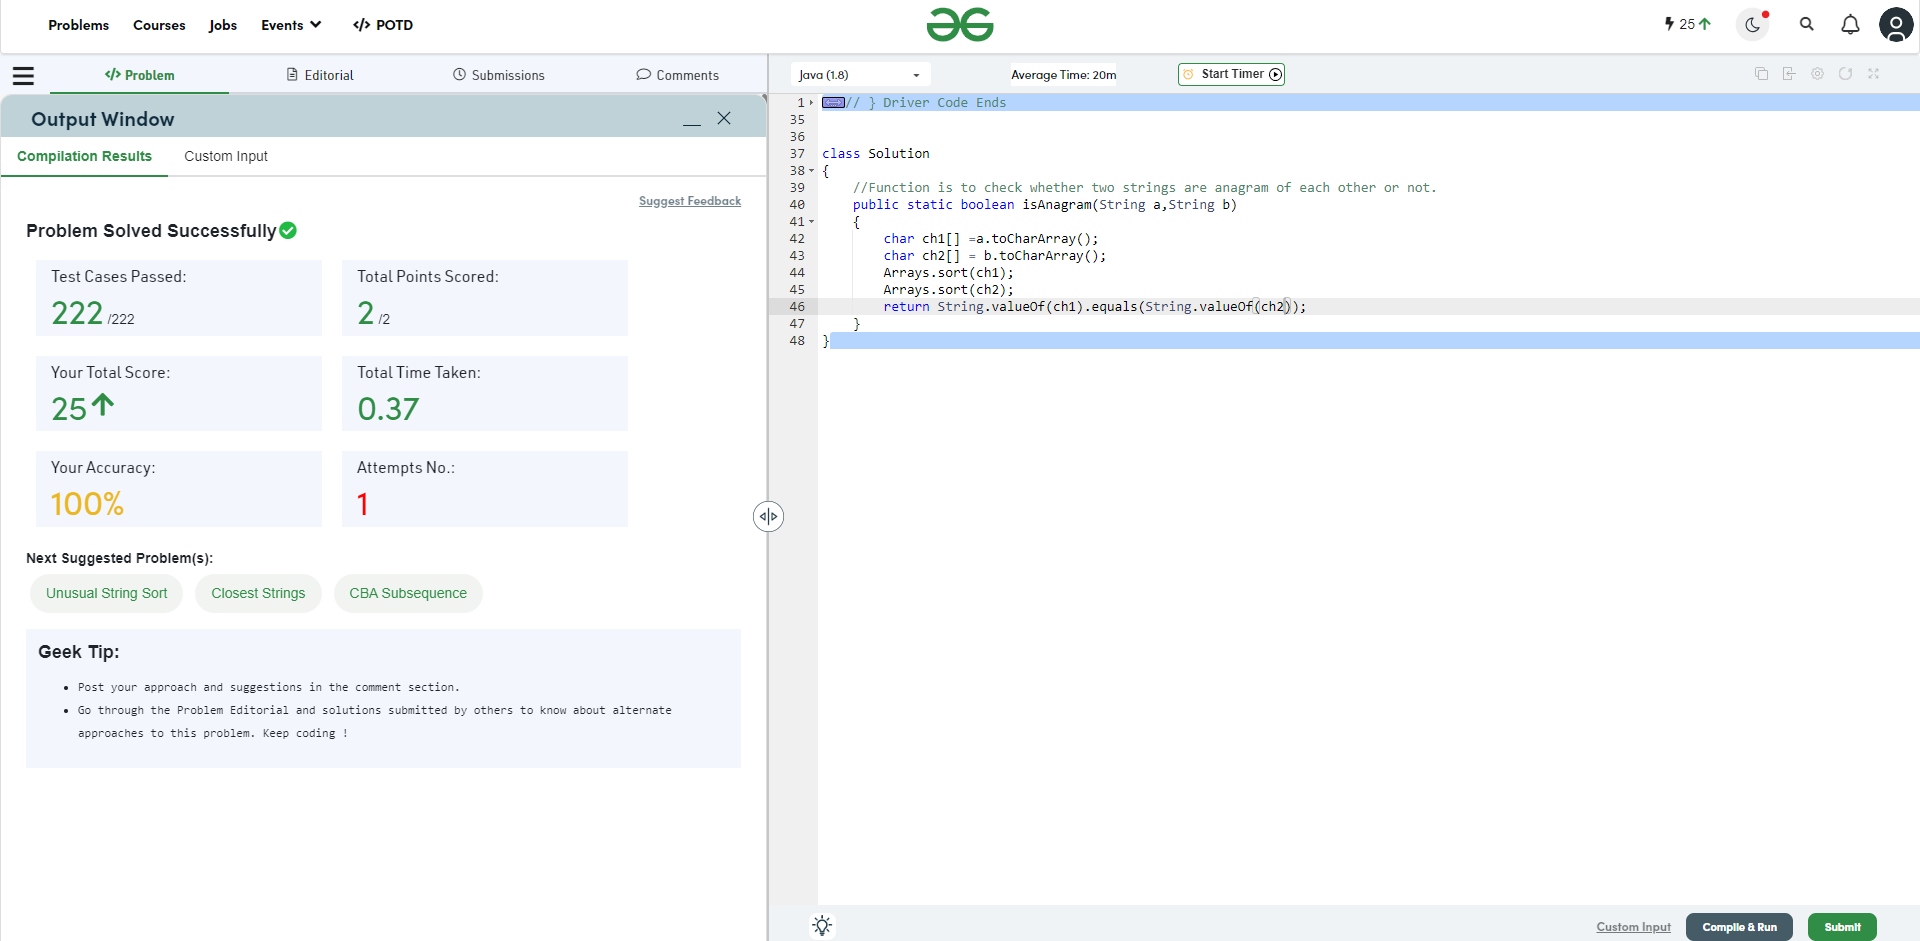 Problems Courses Jobs Events </> POTD
25
</> Problem Editorial Submissions Comments
Output Window
Compilation Results Custom Input
Suggest Feedback
Problem Solved Successfully
Test Cases Passed:
222 /222
Total Points Scored:
2 /2
Your Total Score:
25
Total Time Taken:
0.37
Your Accuracy:
100%
Attempts No.:
1
Next Suggested Problem(s):
Unusual String Sort Closest Strings CBA Subsequence
Geek Tip:
• Post your approach and suggestions in the comment section.
• Go through the Problem Editorial and solutions submitted by others to know about alternate
approaches to this problem. Keep coding !
Java (1.8) Average Time: 20m Start Timer
1 // } Driver Code Ends
35
36
37 class Solution
38 {
39 //Function is to check whether two strings are anagram of each other or not.
40 public static boolean isAnagram(String a,String b)
41 {
42 char ch1[] =a.toCharArray();
43 char ch2[] = b.toCharArray();
44 Arrays.sort(ch1);
45 Arrays.sort(ch2);
46 return String.valueOf(ch1).equals(String.valueOf(ch2));
47 }
48 }
Custom Input Compile & Run Submit